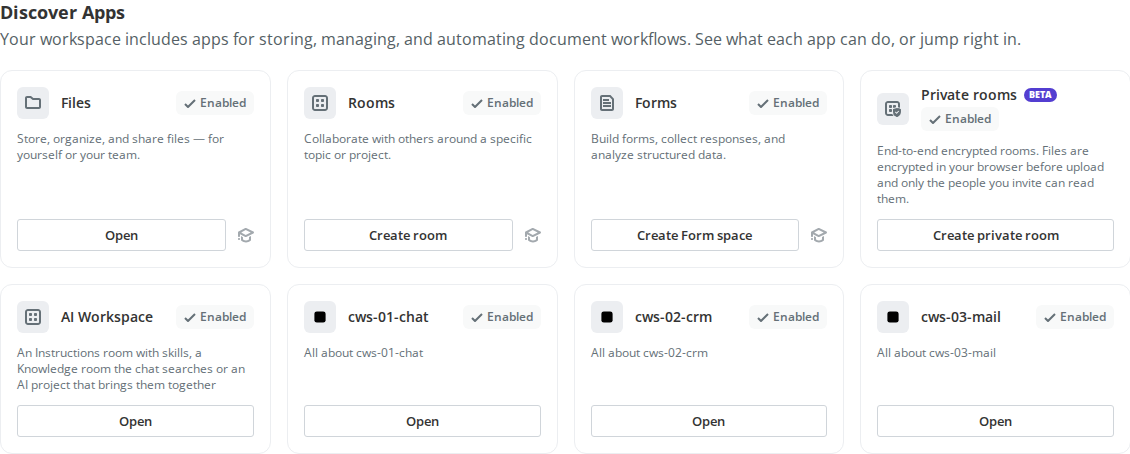 Discover Apps
Your workspace includes apps for storing, managing, and automating document workflows. See what each app can do, or jump right in.
Files
Enabled
Store, organize, and share files — for
yourself or your team.
Open
Rooms
Enabled
Collaborate with others around a specific
topic or project.
Create room
Forms
Enabled
Build forms, collect responses, and
analyze structured data.
Create Form space
Private rooms BETA
Enabled
End-to-end encrypted rooms. Files are
encrypted in your browser before upload
and only the people you invite can read
them.
Create private room
AI Workspace
Enabled
An Instructions room with skills, a
Knowledge room the chat searches or an
AI project that brings them together
Open
cws-01-chat
Enabled
All about cws-01-chat
Open
cws-02-crm
Enabled
All about cws-02-crm
Open
cws-03-mail
Enabled
All about cws-03-mail
Open